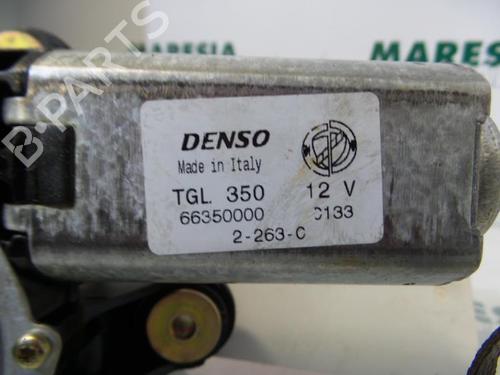 MARESIA
MARES
B-PARTS
DENSO
Made in Italy
TGL 350 12 V
66350000 C133
2-263-C